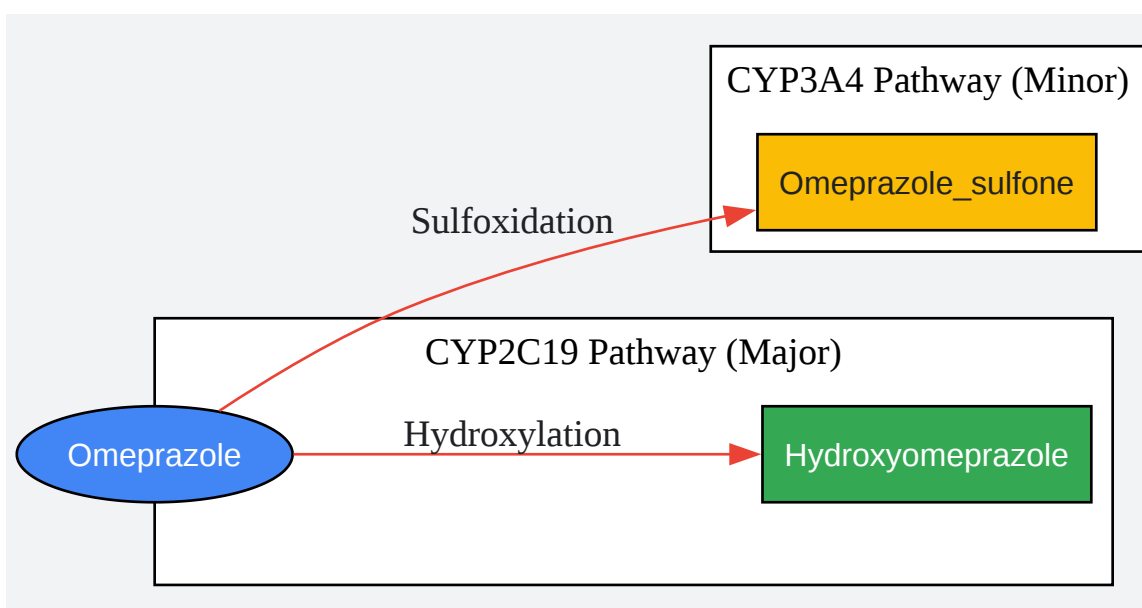 CYP3A4 Pathway (Minor)
Omeprazole_sulfone
Sulfoxidation
CYP2C19 Pathway (Major)
Omeprazole
Hydroxylation
Hydroxyomeprazole